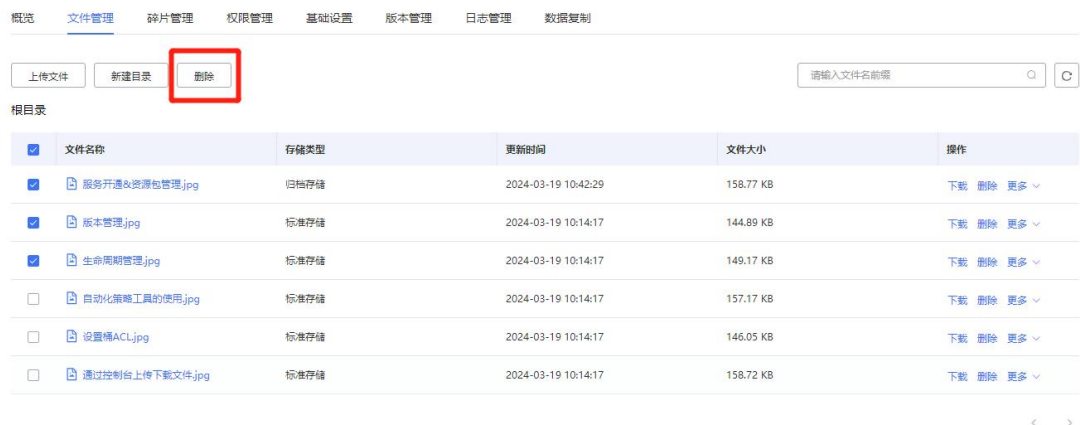 概览 文件管理 碎片管理 权限管理 基础设置 版本管理 日志管理 数据复制
上传文件 新建目录 删除 请输入文件名前缀
根目录
文件名称 存储类型 更新时间 文件大小 操作
服务开通&资源包管理.jpg 归档存储 2024-03-19 10:42:29 158.77 KB 下载 删除 更多
版本管理.jpg 标准存储 2024-03-19 10:14:17 144.89 KB 下载 删除 更多
生命周期管理.jpg 标准存储 2024-03-19 10:14:17 149.17 KB 下载 删除 更多
自动化策略工具的使用.jpg 标准存储 2024-03-19 10:14:17 157.17 KB 下载 删除 更多
设置桶ACL.jpg 标准存储 2024-03-19 10:14:17 146.05 KB 下载 删除 更多
通过控制台上传下载文件.jpg 标准存储 2024-03-19 10:14:17 158.72 KB 下载 删除 更多